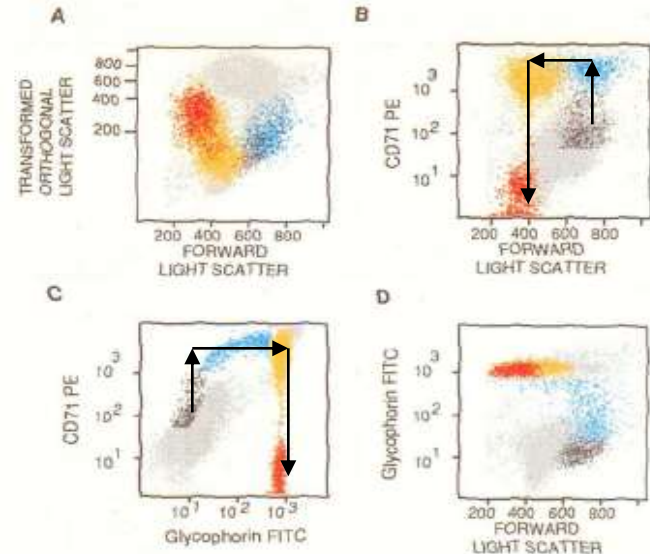 A
TRANSFORMED
ORTHOGONAL
LIGHT SCATTER
800
600
400
200
200 400 600 800
FORWARD
LIGHT SCATTER
B
CD71 PE
10³
10²
10¹
200 400 600 800
FORWARD
LIGHT SCATTER
C
CD71 PE
10³
10²
10¹
10¹ 10² 10³
Glycophorin FITC
D
Glycophorin FITC
10³
10²
10¹
200 400 600 800
FORWARD
LIGHT SCATTER